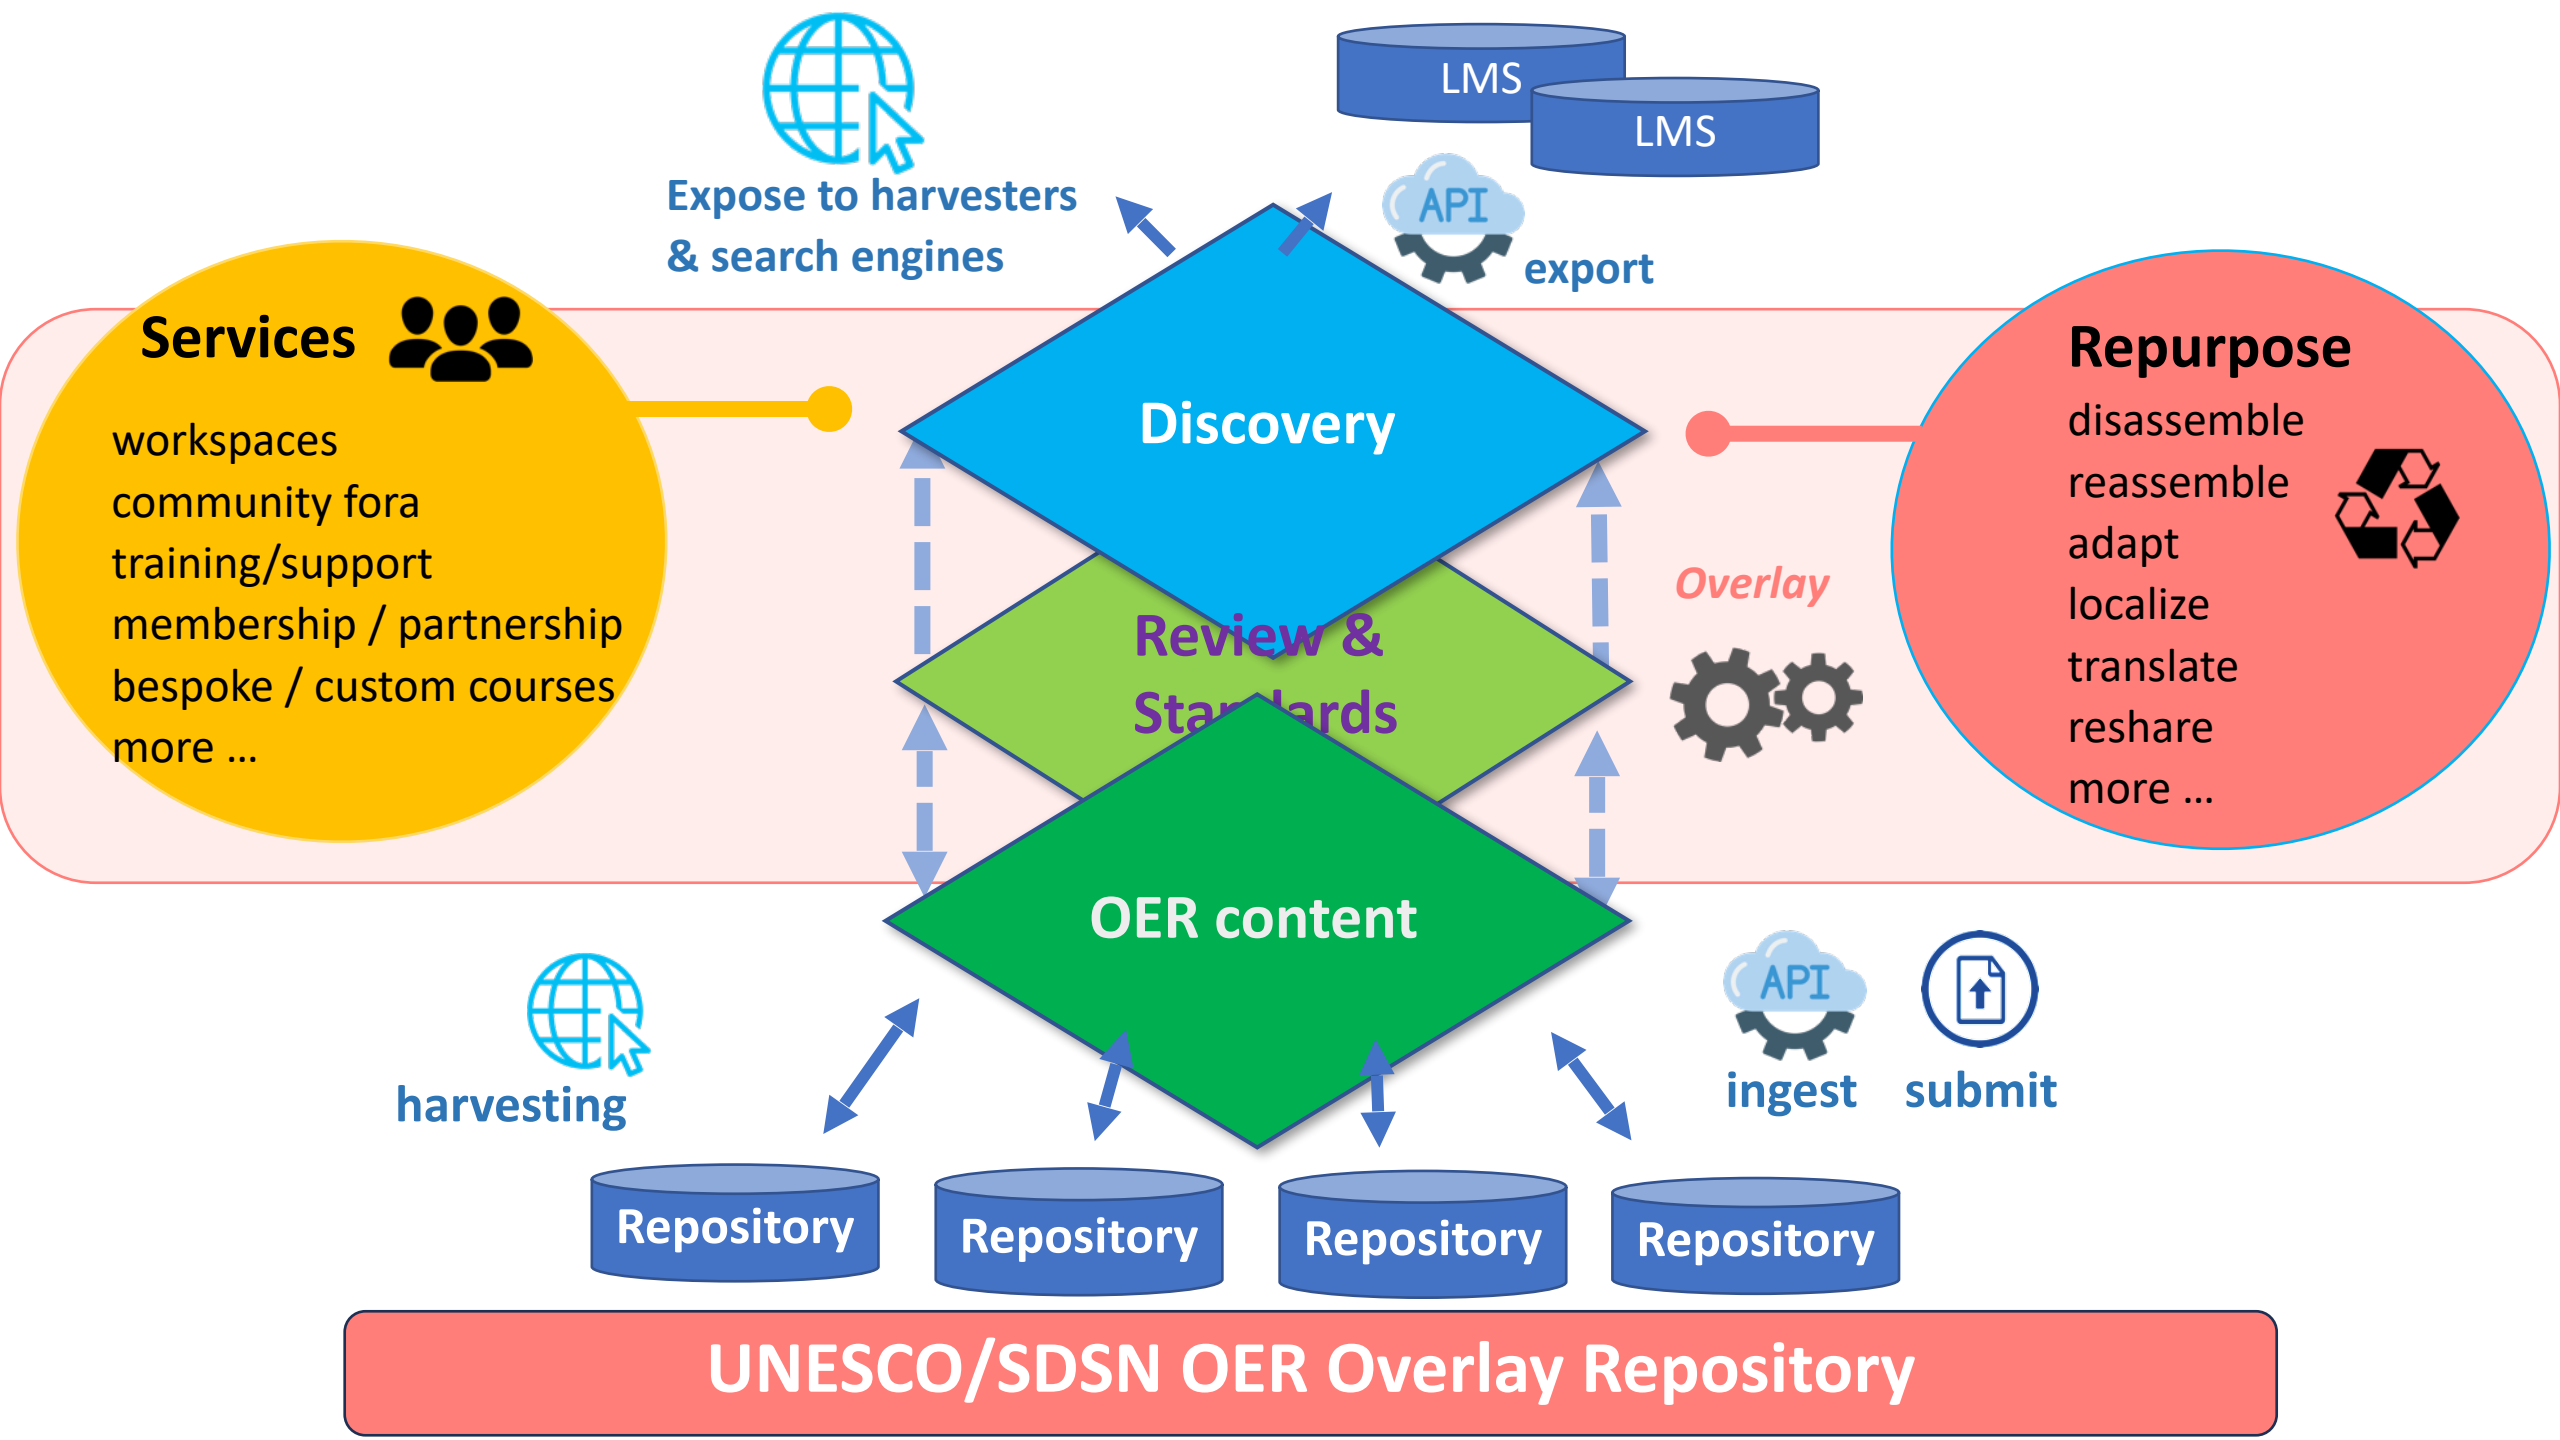 LMS
LMS
API
export
Expose to harvesters
& search engines
Services
workspaces
community fora
training/support
membership / partnership
bespoke / custom courses
more ...
Discovery
Review &
Standards
OER content
Overlay
Repurpose
disassemble
reassemble
adapt
localize
translate
reshare
more ...
harvesting
API
ingest
submit
Repository
Repository
Repository
Repository
UNESCO/SDSN OER Overlay Repository